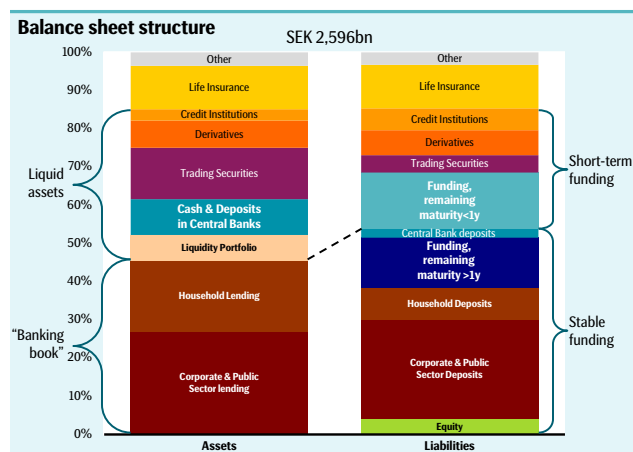 Balance sheet structure
SEK 2,596bn
100%
90%
80%
70%
60%
50%
40%
30%
20%
10%
0%
Liquid
assets
“Banking
book”
Other
Life Insurance
Credit Institutions
Derivatives
Trading Securities
Cash & Deposits
in Central Banks
Liquidity Portfolio
Household Lending
Corporate & Public
Sector lending
Assets
Other
Life Insurance
Credit Institutions
Derivatives
Trading Securities
Funding,
remaining
maturity<1y
Central Bank deposits
Funding,
remaining
maturity >1y
Household Deposits
Corporate & Public
Sector Deposits
Equity
Liabilities
Short-term
funding
Stable
funding